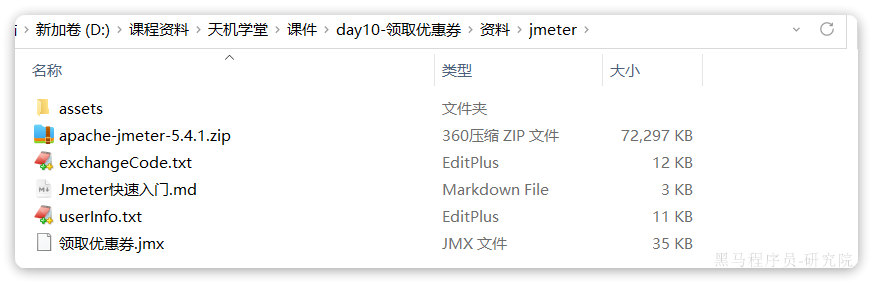 新加卷 (D:) > 课程资料 > 天机学堂 > 课件 > day10-领取优惠券 > 资料 > jmeter >
名称 类型 大小
assets 文件夹
apache-jmeter-5.4.1.zip 360压缩 ZIP 文件 72,297 KB
exchangeCode.txt EditPlus 12 KB
Jmeter快速入门.md Markdown File 3 KB
userInfo.txt EditPlus 11 KB
领取优惠券.jmx JMX 文件 35 KB
黑马程序员-研究院